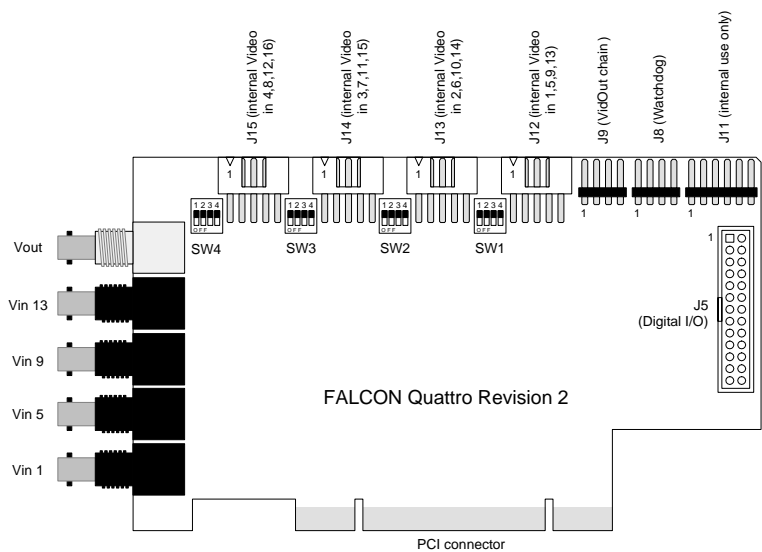 J15 (internal Video
in 4,8,12,16)
J14 (internal Video
in 3,7,11,15)
J13 (internal Video
in 2,6,10,14)
J12 (internal Video
in 1,5,9,13)
J9 (VidOut chain)
J8 (Watchdog)
J11 (internal use only)
1
1
1
1
1 2 3 4
OFF
SW4
1 2 3 4
OFF
SW3
1 2 3 4
OFF
SW2
1 2 3 4
OFF
SW1
1
1
1
1
J5
(Digital I/O)
Vout
Vin 13
Vin 9
Vin 5
Vin 1
FALCON Quattro Revision 2
PCI connector